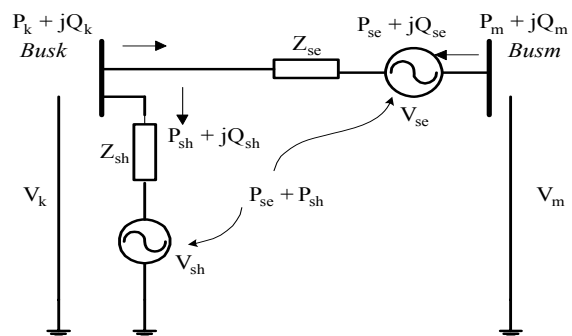 P_k + jQ_k
Busk
Z_se
P_se + jQ_se
P_m + jQ_m
Busm
V_se
P_sh + jQ_sh
Z_sh
V_k
P_se + P_sh
V_m
V_sh